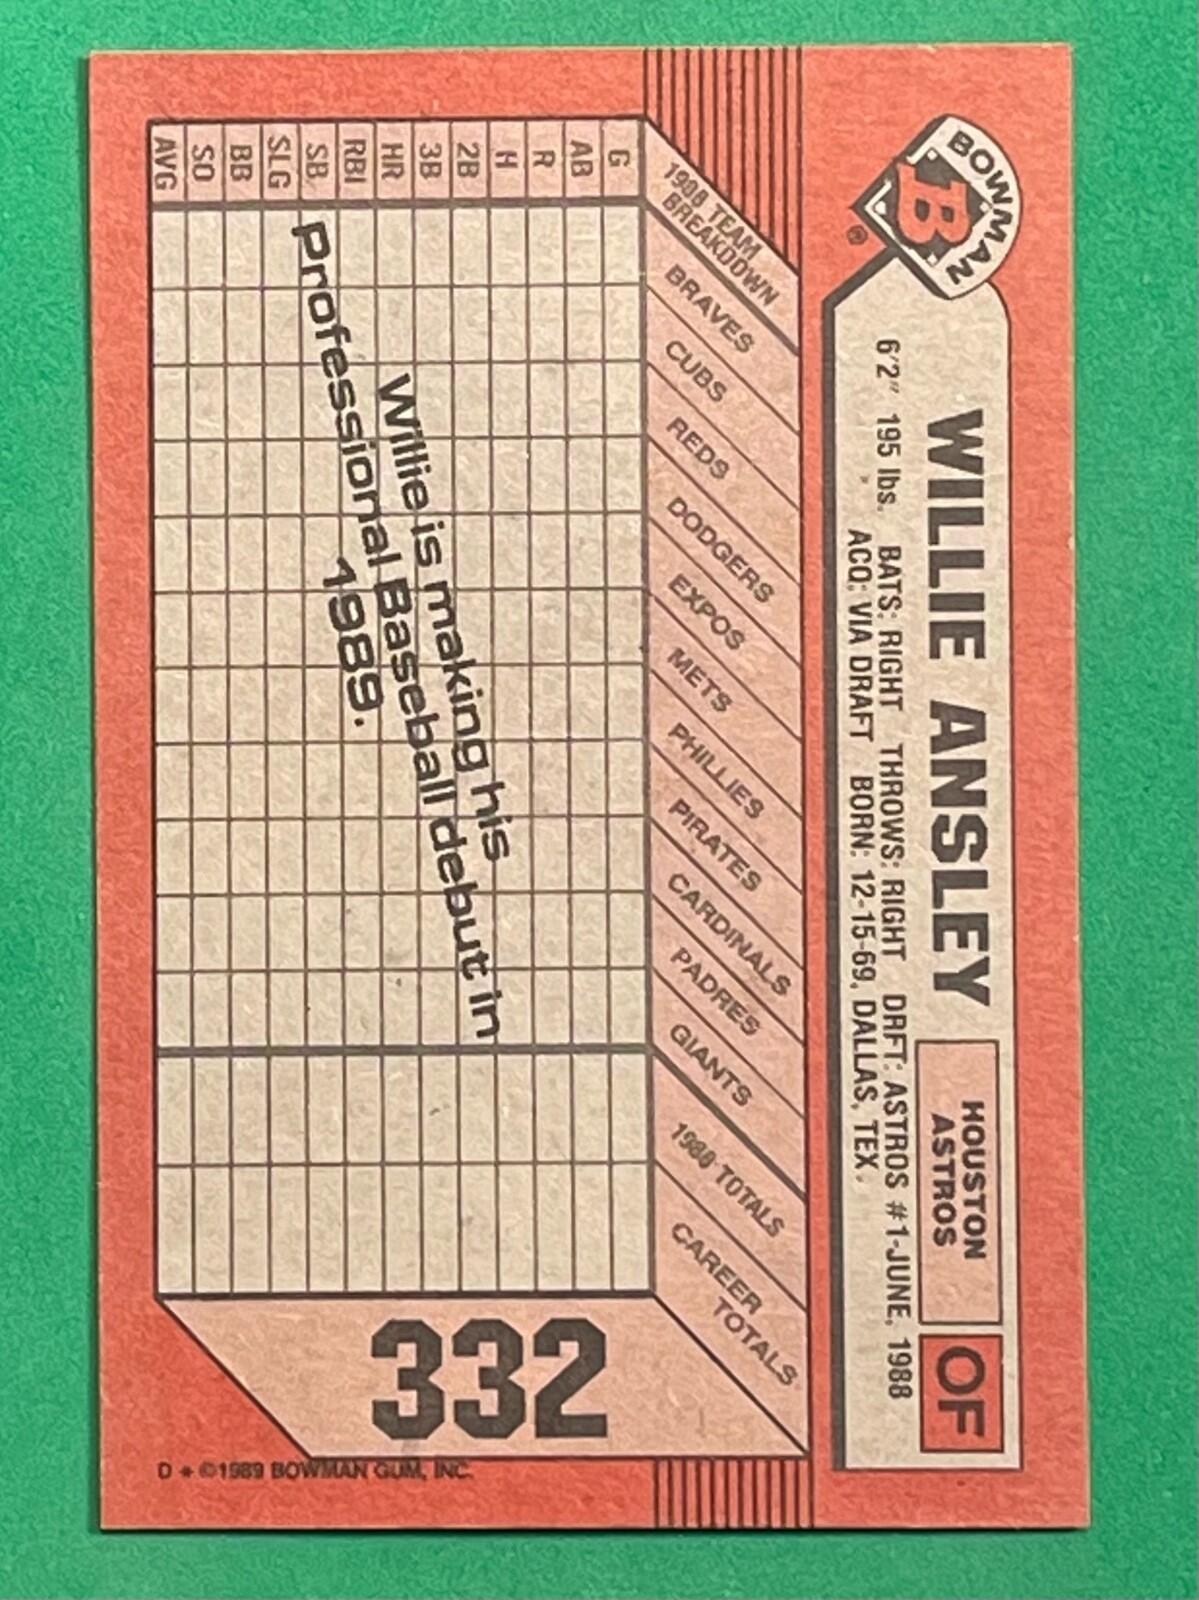 BOWMAN
B
®
WILLIE ANSLEY
HOUSTON
ASTROS
OF
6'2" 195 lbs. BATS: RIGHT THROWS: RIGHT DRFT: ASTROS #1-JUNE, 1988
ACQ: VIA DRAFT BORN: 12-15-69, DALLAS, TEX.
1988 TEAM
BREAKDOWN
BRAVES
CUBS
REDS
DODGERS
EXPOS
METS
PHILLIES
PIRATES
CARDINALS
PADRES
GIANTS
1988 TOTALS
CAREER
TOTALS
G
AB
R
H
2B
3B
HR
RBI
SB
SLG
BB
SO
AVG
Willie is making his
Professional Baseball debut in
1989.
332
D * ©1989 BOWMAN GUM, INC.